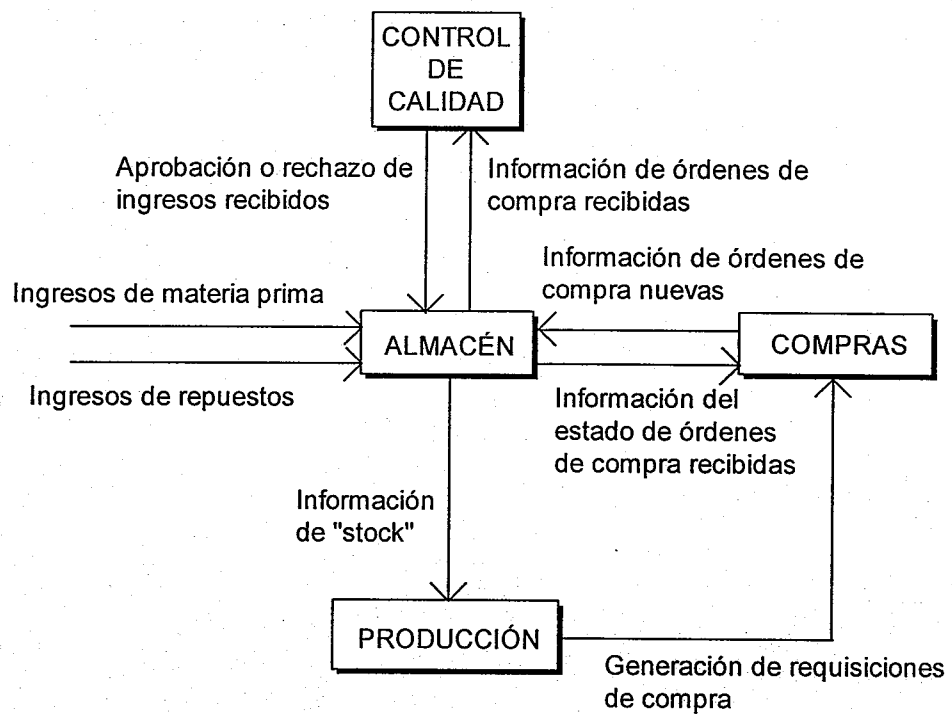 CONTROL
DE
CALIDAD
Aprobación o rechazo de
ingresos recibidos
Información de órdenes de
compra recibidas
Información de órdenes de
compra nuevas
Ingresos de materia prima
ALMACÉN
COMPRAS
Ingresos de repuestos
Información del
estado de órdenes
de compra recibidas
Información
de "stock"
PRODUCCIÓN
Generación de requisiciones
de compra